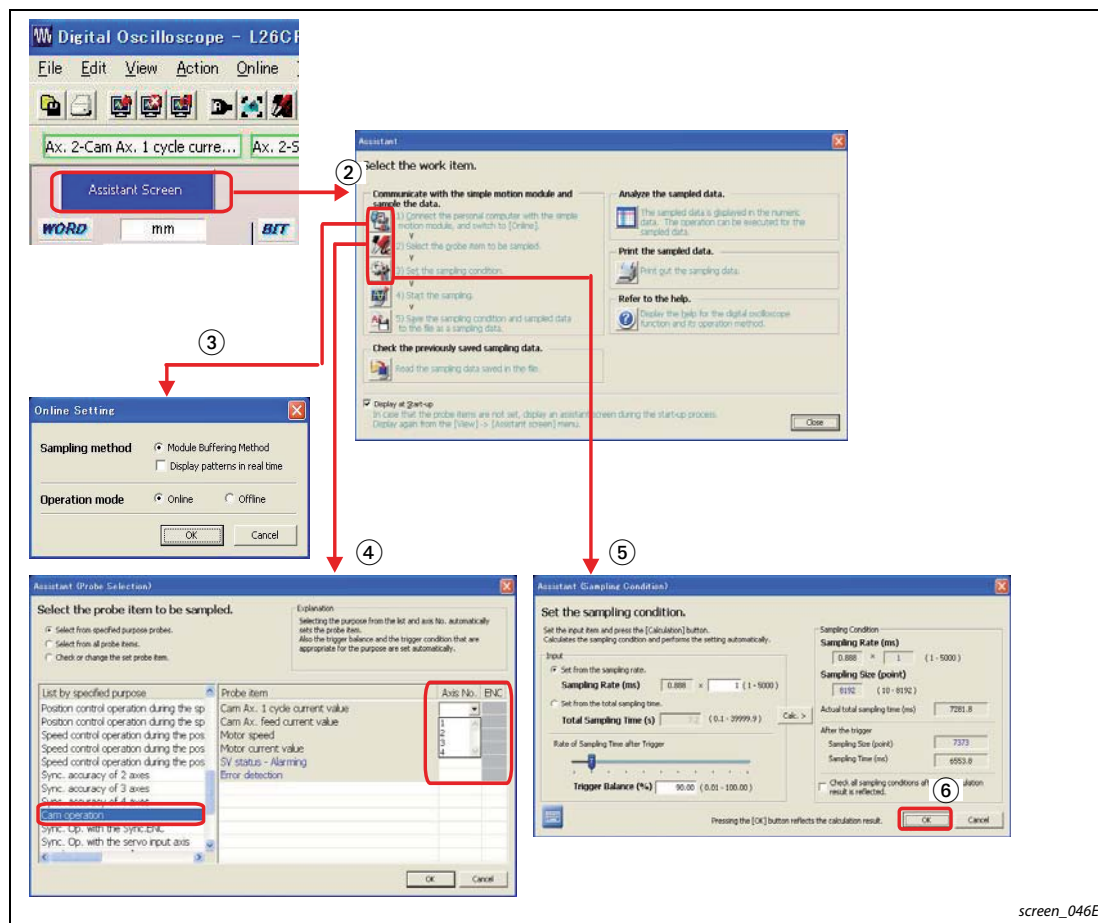 Digital Oscilloscope - L26CP
File Edit View Action Online
Ax. 2-Cam Ax. 1 cycle curre... Ax. 2-S
Assistant Screen
WORD mm BIT
②
Assistant
Select the work item.
Communicate with the simple motion module and
sample the data.
1) Connect the personal computer with the simple
motion module, and switch to [Online].
2) Select the probe item to be sampled.
3) Set the sampling condition.
4) Start the sampling.
5) Save the sampling condition and sampled data
to the file as a sampling data.
Check the previously saved sampling data.
Read the sampling data saved in the file.
Analyze the sampled data.
The sampled data is displayed in the numeric
data. The operation can be executed for the
sampled data.
Print the sampled data.
Print out the sampling data.
Refer to the help.
Display the help for the digital oscilloscope
function and its operation method.
Display at Start-up
In case that the probe items are not set, display an assistant screen during the start-up process.
Display again from the [View] -> [Assistant screen] menu.
Close
③
Online Setting
Sampling method Module Buffering Method
Display patterns in real time
Operation mode Online Offline
OK Cancel
④
Assistant (Probe Selection)
Select the probe item to be sampled.
Select from specified purpose probes.
Select from all probe items.
Check or change the set probe item.
Explanation
Selecting the purpose from the list and axis No. automatically
sets the probe item.
Also the trigger balance and the trigger condition that are
appropriate for the purpose are set automatically.
List by specified purpose
Position control operation during the sp
Position control operation during the sp
Speed control operation during the pos
Speed control operation during the pos
Speed control operation during the pos
Sync. accuracy of 2 axes
Sync. accuracy of 3 axes
Sync. accuracy of 4 axes
Cam operation
Sync. Op. with the Sync.ENC
Sync. Op. with the servo input axis
Probe item Axis No. ENC
Cam Ax. 1 cycle current value
Cam Ax. feed current value
Motor speed
Motor current value
SV status - Alarming
Error detection
1
2
3
4
OK Cancel
⑤
Assistant (Sampling Condition)
Set the sampling condition.
Set the input item and press the [Calculation] button.
Calculates the sampling condition and performs the setting automatically.
Input
Set from the sampling rate.
Sampling Rate (ms) 0.888 × 1 (1 - 5000)
Set from the total sampling time.
Total Sampling Time (s) 7.2 (0.1 - 39999.9)
Rate of Sampling Time after Trigger
Trigger Balance (%) 90.00 (0.01 - 100.00)
Calc. >
Sampling Condition
Sampling Rate (ms)
0.888 × 1 (1 - 5000)
Sampling Size (point)
8192 (10 - 8192)
Actual total sampling time (ms) 7281.8
After the trigger
Sampling Size (point) 7373
Sampling Time (ms) 6553.8
Check all sampling conditions
result is reflected.
⑥
Pressing the [OK] button reflects the calculation result.
OK Cancel
screen_046E